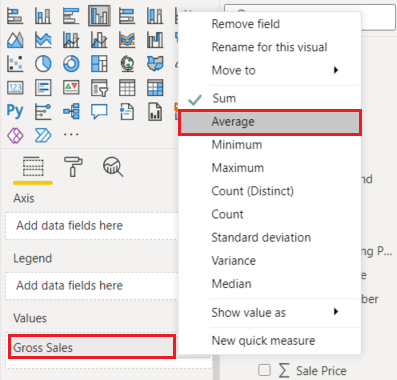 Py
123
Axis
Add data fields here
Legend
Add data fields here
Values
Gross Sales
Remove field
Rename for this visual
Move to
Sum
Average
Minimum
Maximum
Count (Distinct)
Count
Standard deviation
Variance
Median
Show value as
New quick measure
nd
ng P...
e
ber
Sale Price